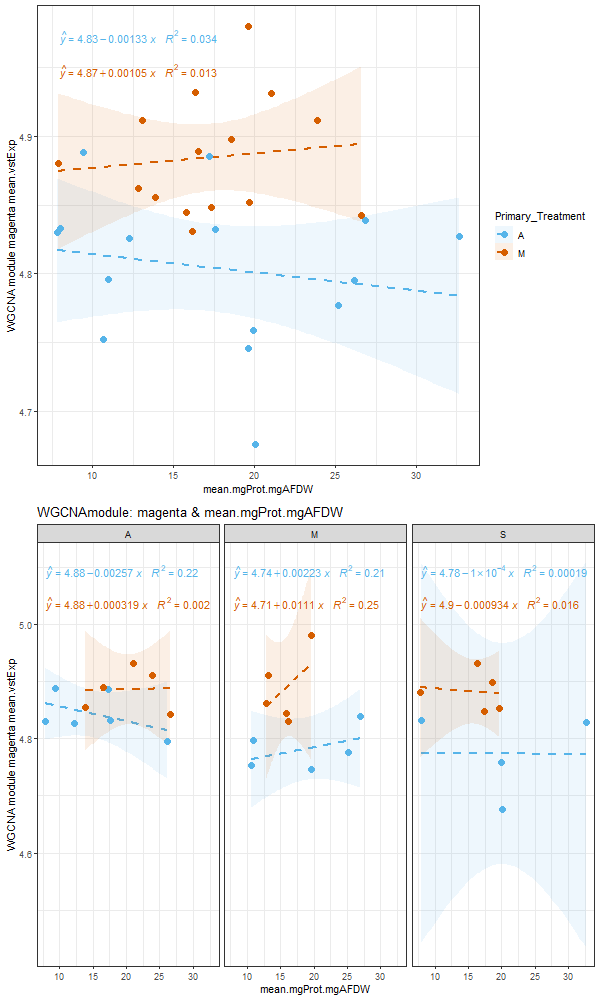 ŷ = 4.83 − 0.00133 x R² = 0.034
ŷ = 4.87 + 0.00105 x R² = 0.013
4.9
4.8
4.7
WGCNA module magenta mean.vstExp
10 15 20 25 30
mean.mgProt.mgAFDW
Primary_Treatment
A
M
WGCNAmodule: magenta & mean.mgProt.mgAFDW
A M S
ŷ = 4.88 − 0.00257 x R² = 0.22
ŷ = 4.88 + 0.000319 x R² = 0.002
ŷ = 4.74 + 0.00223 x R² = 0.21
ŷ = 4.71 + 0.0111 x R² = 0.25
ŷ = 4.78 − 1 × 10⁻⁴ x R² = 0.00019
ŷ = 4.9 − 0.000934 x R² = 0.016
5.0
4.8
4.6
WGCNA module magenta mean.vstExp
10 15 20 25 30 10 15 20 25 30 10 15 20 25 30
mean.mgProt.mgAFDW